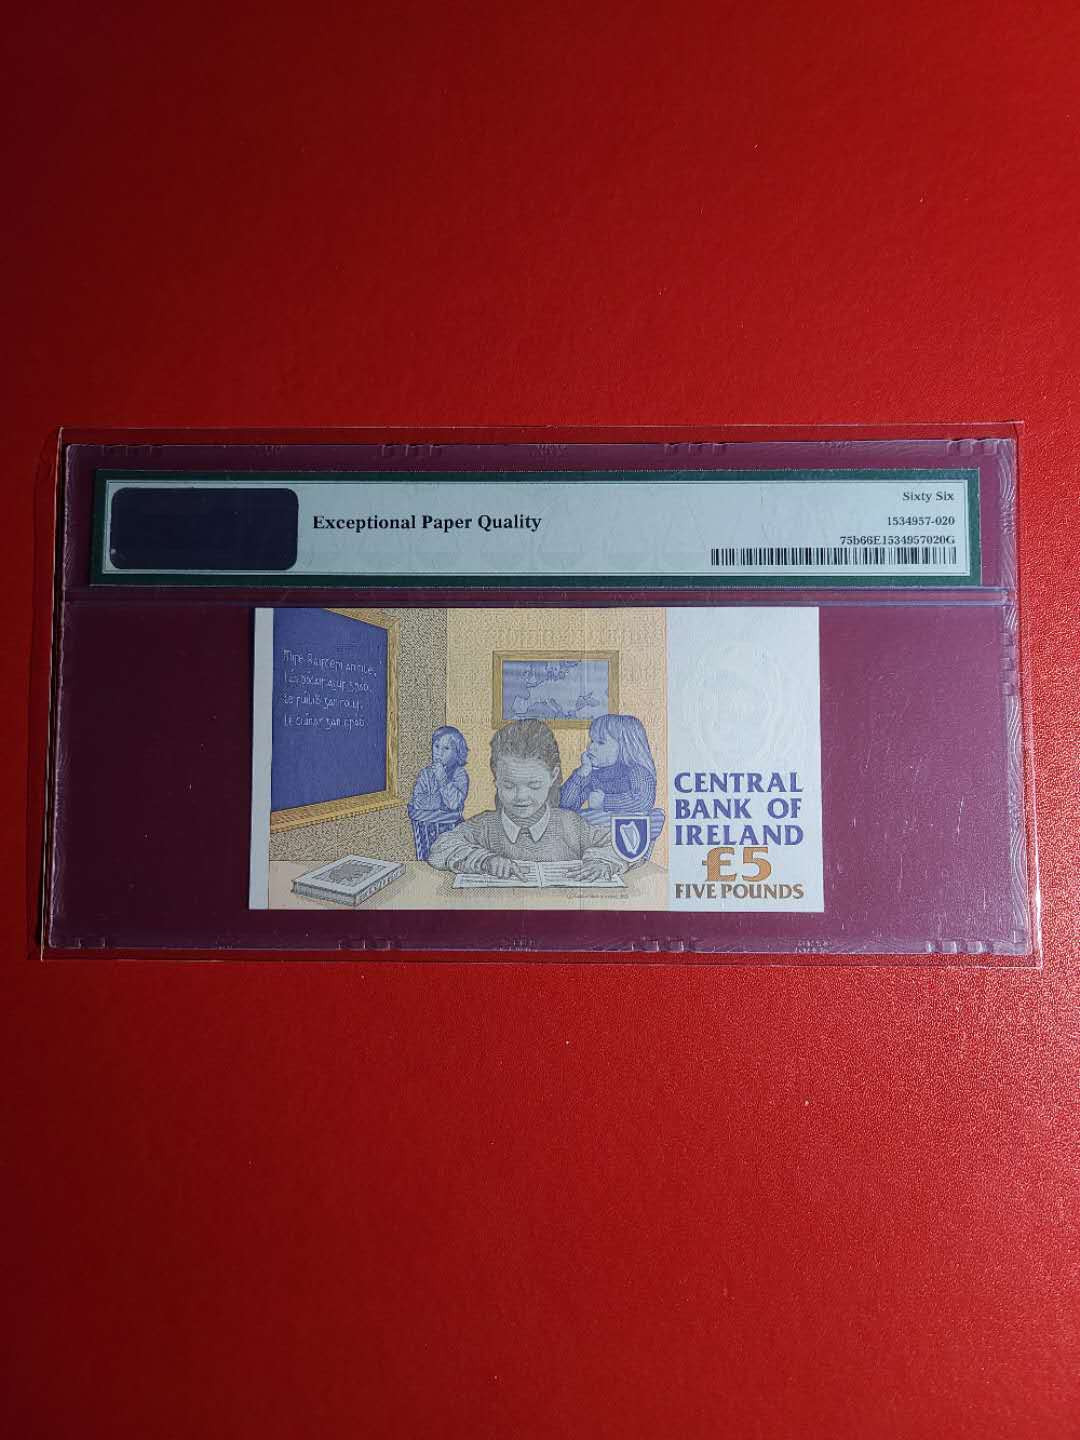 Exceptional Paper Quality
Sixty Six
1534957-020
75b66E1534957020G
CENTRAL
BANK OF
IRELAND
£5
FIVE POUNDS